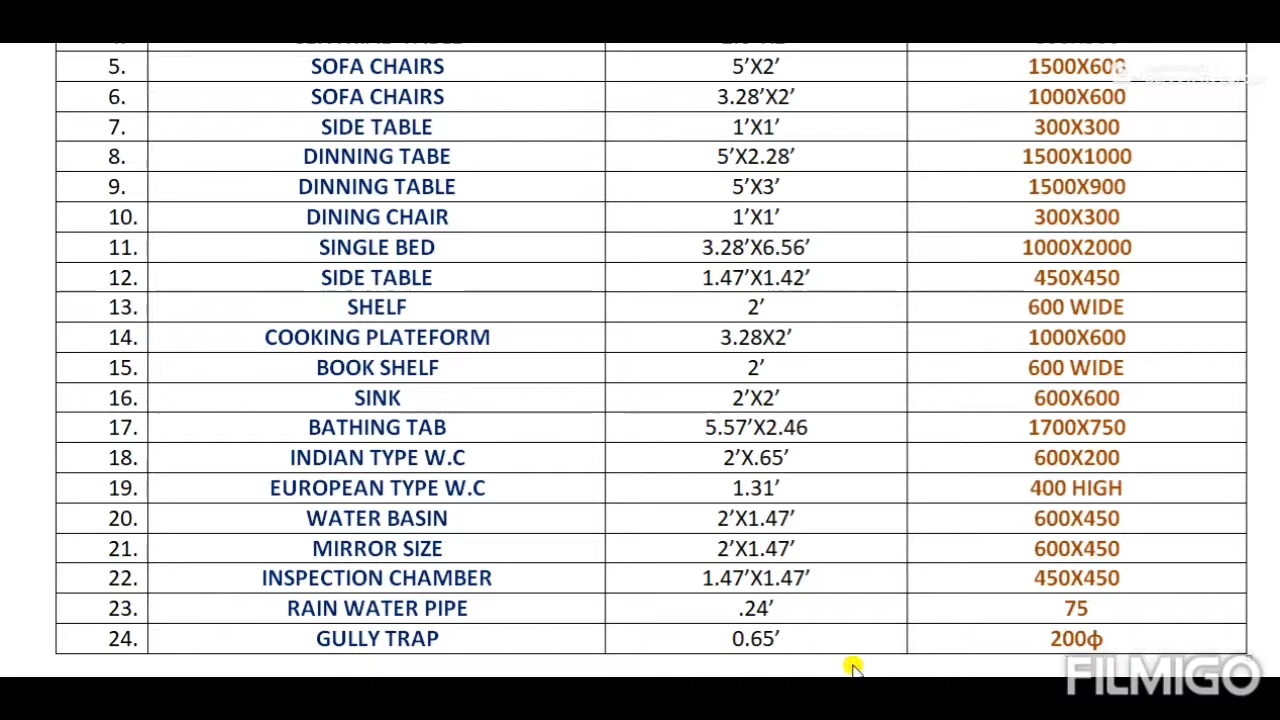 5. SOFA CHAIRS 5’X2’ 1500X600
6. SOFA CHAIRS 3.28’X2’ 1000X600
7. SIDE TABLE 1’X1’ 300X300
8. DINNING TABE 5’X2.28’ 1500X1000
9. DINNING TABLE 5’X3’ 1500X900
10. DINING CHAIR 1’X1’ 300X300
11. SINGLE BED 3.28’X6.56’ 1000X2000
12. SIDE TABLE 1.47’X1.42’ 450X450
13. SHELF 2’ 600 WIDE
14. COOKING PLATEFORM 3.28X2’ 1000X600
15. BOOK SHELF 2’ 600 WIDE
16. SINK 2’X2’ 600X600
17. BATHING TAB 5.57’X2.46 1700X750
18. INDIAN TYPE W.C 2’X.65’ 600X200
19. EUROPEAN TYPE W.C 1.31’ 400 HIGH
20. WATER BASIN 2’X1.47’ 600X450
21. MIRROR SIZE 2’X1.47’ 600X450
22. INSPECTION CHAMBER 1.47’X1.47’ 450X450
23. RAIN WATER PIPE .24’ 75
24. GULLY TRAP 0.65’ 200ф
FILMIGO